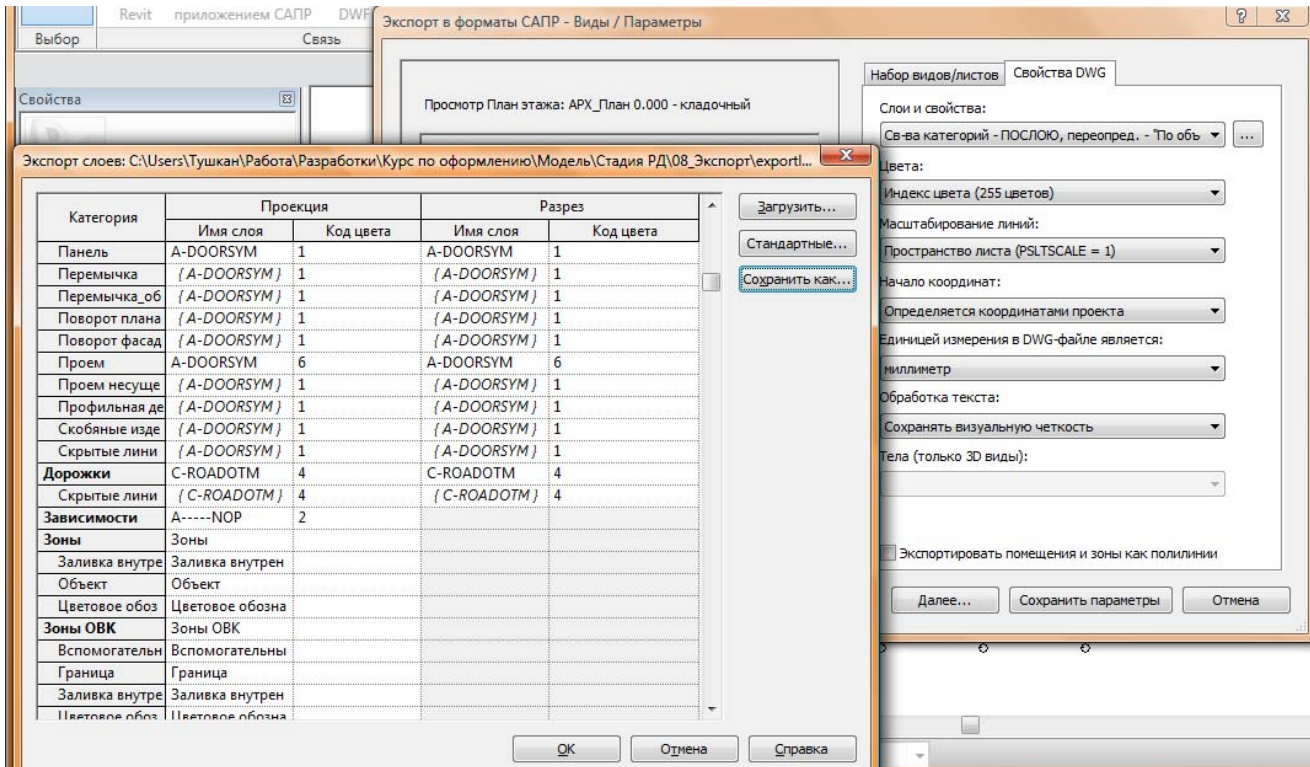 Revit приложением САПР DWF
Выбор Связь
Экспорт в форматы САПР - Виды / Параметры
Свойства
Просмотр План этажа: АРХ_План 0.000 - кладочный
Набор видов/листов Свойства DWG
Слои и свойства:
Св-ва категорий - ПОСЛОЮ, переопред. - "По объ ...
Цвета:
Индекс цвета (255 цветов)
Масштабирование линий:
Пространство листа (PSLTSCALE = 1)
Начало координат:
Определяется координатами проекта
Единицей измерения в DWG-файле является:
миллиметр
Обработка текста:
Сохранять визуальную четкость
Тела (только 3D виды):
Экспортировать помещения и зоны как полилинии
Далее... Сохранить параметры Отмена
Экспорт слоев: C:\Users\Тушкан\Работа\Разработки\Курс по оформлению\Модель\Стадия РД\08_Экспорт\exportl...
Категория Проекция Разрез
Имя слоя Код цвета Имя слоя Код цвета
Панель A-DOORSYM 1 A-DOORSYM 1
Перемычка { A-DOORSYM } 1 { A-DOORSYM } 1
Перемычка_об { A-DOORSYM } 1 { A-DOORSYM } 1
Поворот плана { A-DOORSYM } 1 { A-DOORSYM } 1
Поворот фасад { A-DOORSYM } 1 { A-DOORSYM } 1
Проем A-DOORSYM 6 A-DOORSYM 6
Проем несуще { A-DOORSYM } 1 { A-DOORSYM } 1
Профильная де { A-DOORSYM } 1 { A-DOORSYM } 1
Скобяные изде { A-DOORSYM } 1 { A-DOORSYM } 1
Скрытые лини { A-DOORSYM } 1 { A-DOORSYM } 1
Дорожки C-ROADOTM 4 C-ROADOTM 4
Скрытые лини { C-ROADOTM } 4 { C-ROADOTM } 4
Зависимости A-----NOP 2
Зоны Зоны
Заливка внутре Заливка внутрен
Объект Объект
Цветовое обоз Цветовое обозна
Зоны ОВК Зоны ОВК
Вспомогательн Вспомогательны
Граница Граница
Заливка внутре Заливка внутрен
Цветовое обоз Цветовое обозна
Загрузить...
Стандартные...
Сохранить как...
OK Отмена Справка